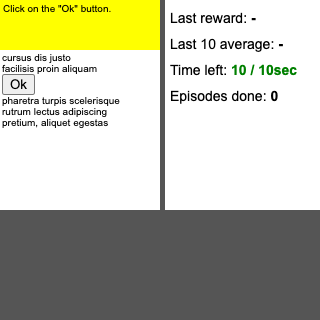 Click on the "Ok" button.
cursus dis justo
facilisis proin aliquam
Ok
pharetra turpis scelerisque
rutrum lectus adipiscing
pretium, aliquet egestas
Last reward: -
Last 10 average: -
Time left: 10 / 10sec
Episodes done: 0